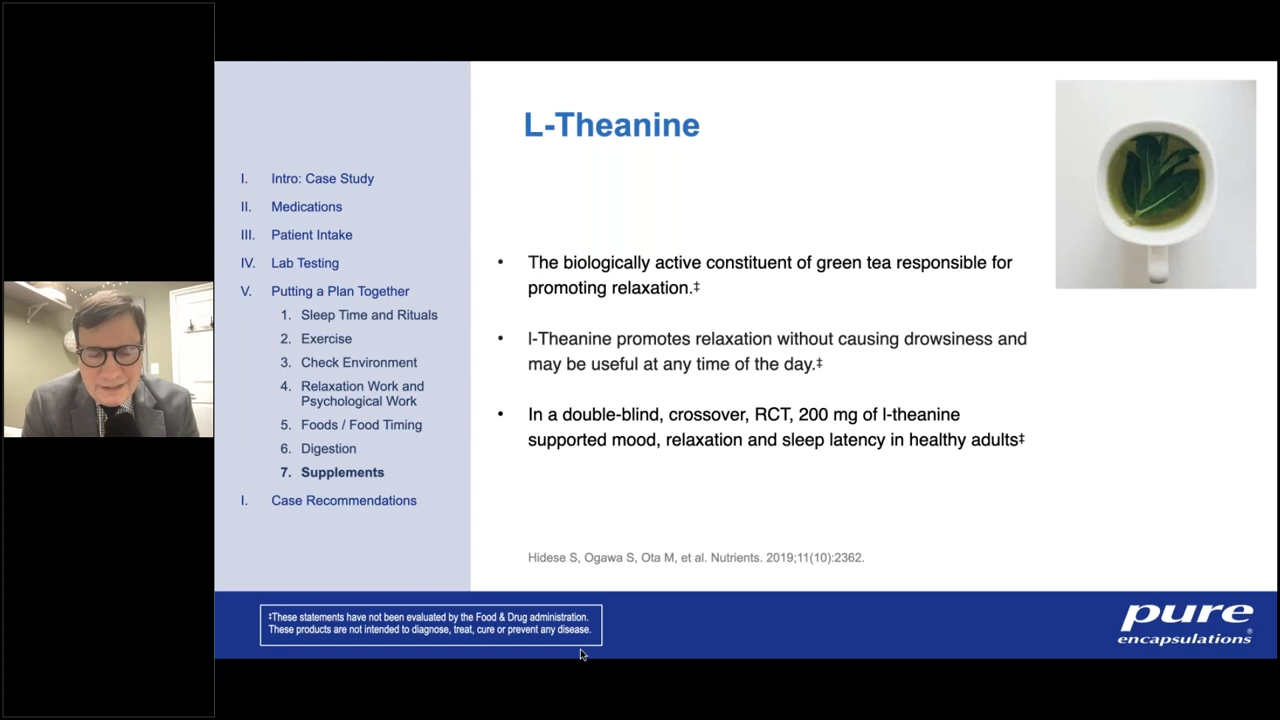 L-Theanine
I. Intro: Case Study
II. Medications
III. Patient Intake
IV. Lab Testing
V. Putting a Plan Together
1. Sleep Time and Rituals
2. Exercise
3. Check Environment
4. Relaxation Work and
Psychological Work
5. Foods / Food Timing
6. Digestion
7. Supplements
I. Case Recommendations
• The biologically active constituent of green tea responsible for
promoting relaxation.‡
• l-Theanine promotes relaxation without causing drowsiness and
may be useful at any time of the day.‡
• In a double-blind, crossover, RCT, 200 mg of l-theanine
supported mood, relaxation and sleep latency in healthy adults‡
Hidese S, Ogawa S, Ota M, et al. Nutrients. 2019;11(10):2362.
‡These statements have not been evaluated by the Food & Drug administration.
These products are not intended to diagnose, treat, cure or prevent any disease.
pure
encapsulations®